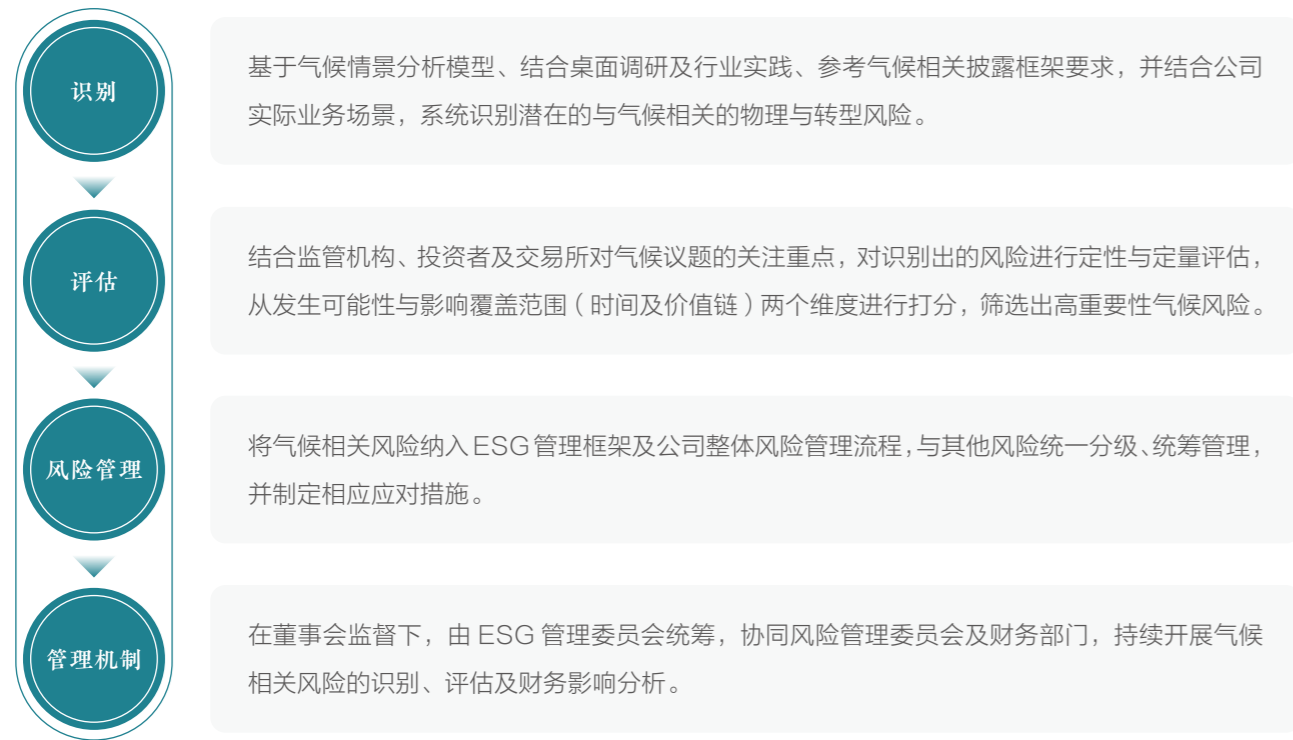 识别
基于气候情景分析模型、结合桌面调研及行业实践、参考气候相关披露框架要求，并结合公司
实际业务场景，系统识别潜在的与气候相关的物理与转型风险。
评估
结合监管机构、投资者及交易所对气候议题的关注重点，对识别出的风险进行定性与定量评估，
从发生可能性与影响覆盖范围（时间及价值链）两个维度进行打分，筛选出高重要性气候风险。
风险管理
将气候相关风险纳入 ESG 管理框架及公司整体风险管理流程，与其他风险统一分级、统筹管理，
并制定相应应对措施。
管理机制
在董事会监督下，由 ESG 管理委员会统筹，协同风险管理委员会及财务部门，持续开展气候
相关风险的识别、评估及财务影响分析。